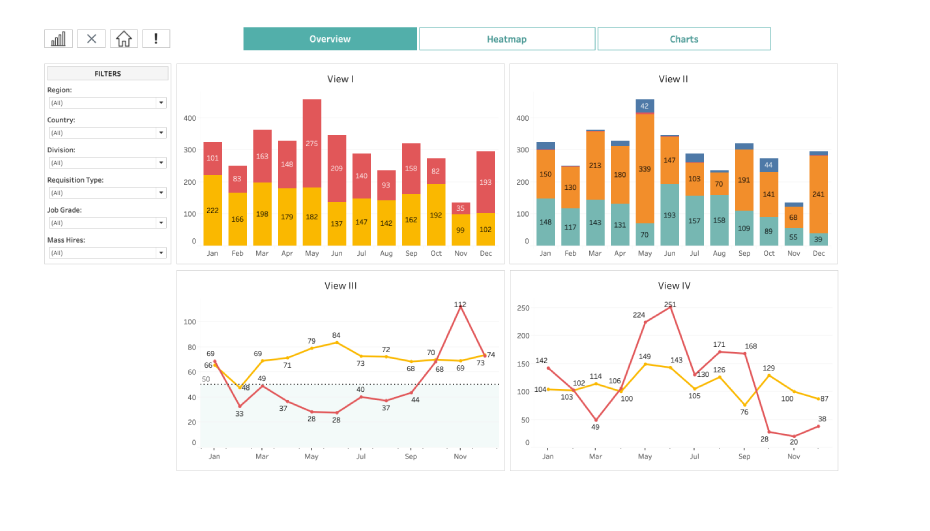 !
Overview Heatmap Charts
FILTERS
Region:
(All)
Country:
(All)
Division:
(All)
Requisition Type:
(All)
Job Grade:
(All)
Mass Hires:
(All)
View I
400
300
200
100
0
101 83 163 148 275 209 140 93 158 82 35 193
222 166 198 179 182 137 147 142 162 192 99 102
Jan Feb Mar Apr May Jun Jul Aug Sep Oct Nov Dec
View II
400
300
200
100
0
42 44
150 130 213 180 339 147 103 70 191 141 68 241
148 117 143 131 70 193 157 158 109 89 55 39
Jan Feb Mar Apr May Jun Jul Aug Sep Oct Nov Dec
View III
100
80
60
50
40
20
0
66 48 69 71 79 84 73 72 68 70 69 74
69 33 49 37 28 28 40 37 44 68 112 73
Jan Mar May Jul Sep Nov
View IV
250
200
150
100
50
0
142 103 49 106 224 251 130 171 168 28 20 38
104 102 114 100 149 143 105 126 76 129 100 87
Jan Mar May Jul Sep Nov